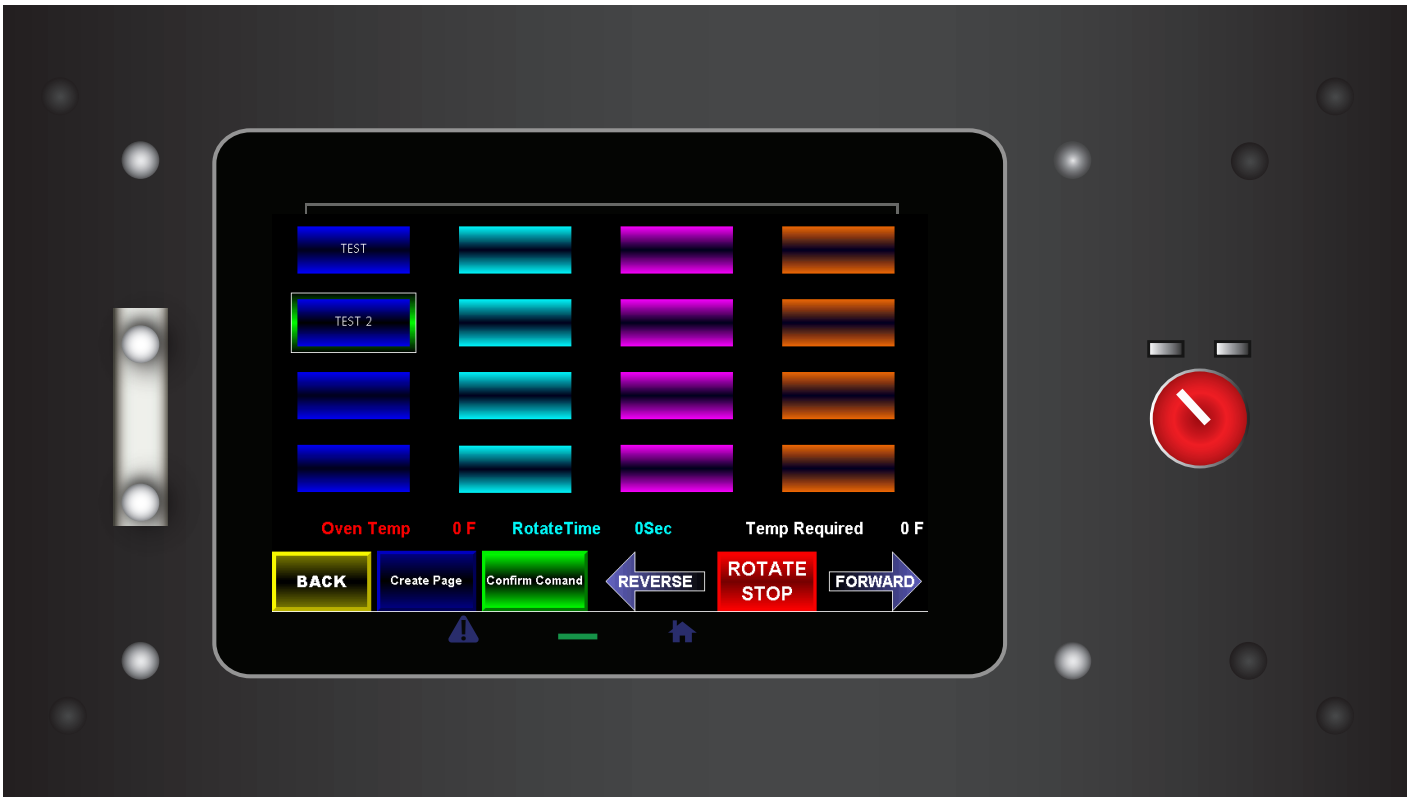 TEST
TEST 2
Oven Temp 0 F RotateTime 0Sec Temp Required 0 F
BACK Create Page Confirm Comand REVERSE ROTATE STOP FORWARD